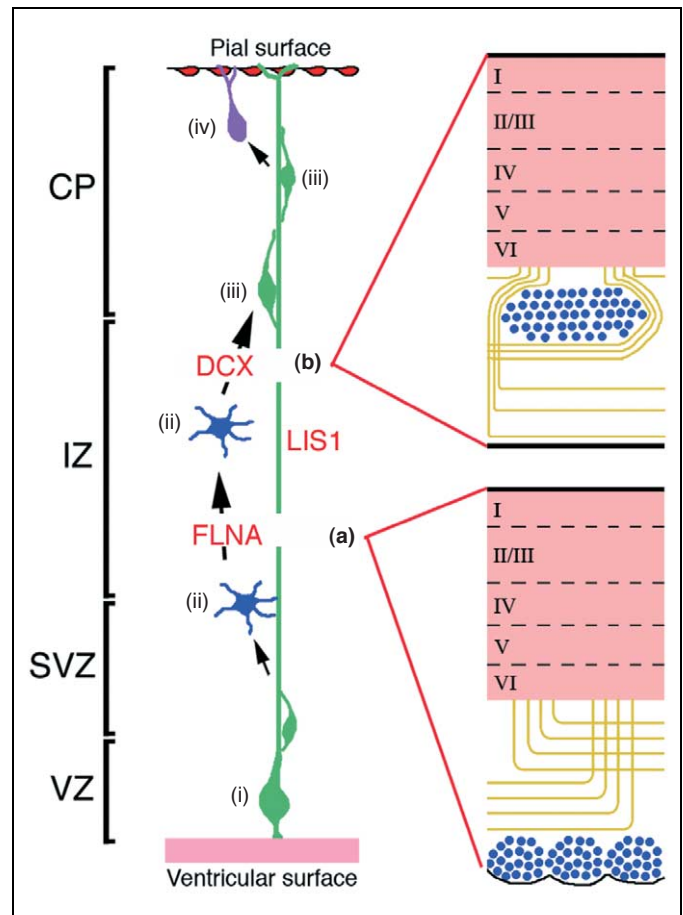 Pial surface
(iv)
(iii)
CP
(iii)
DCX
(b)
(ii)
LIS1
IZ
FLNA
(a)
(ii)
SVZ
VZ
(i)
Ventricular surface
I
II/III
IV
V
VI
I
II/III
IV
V
VI